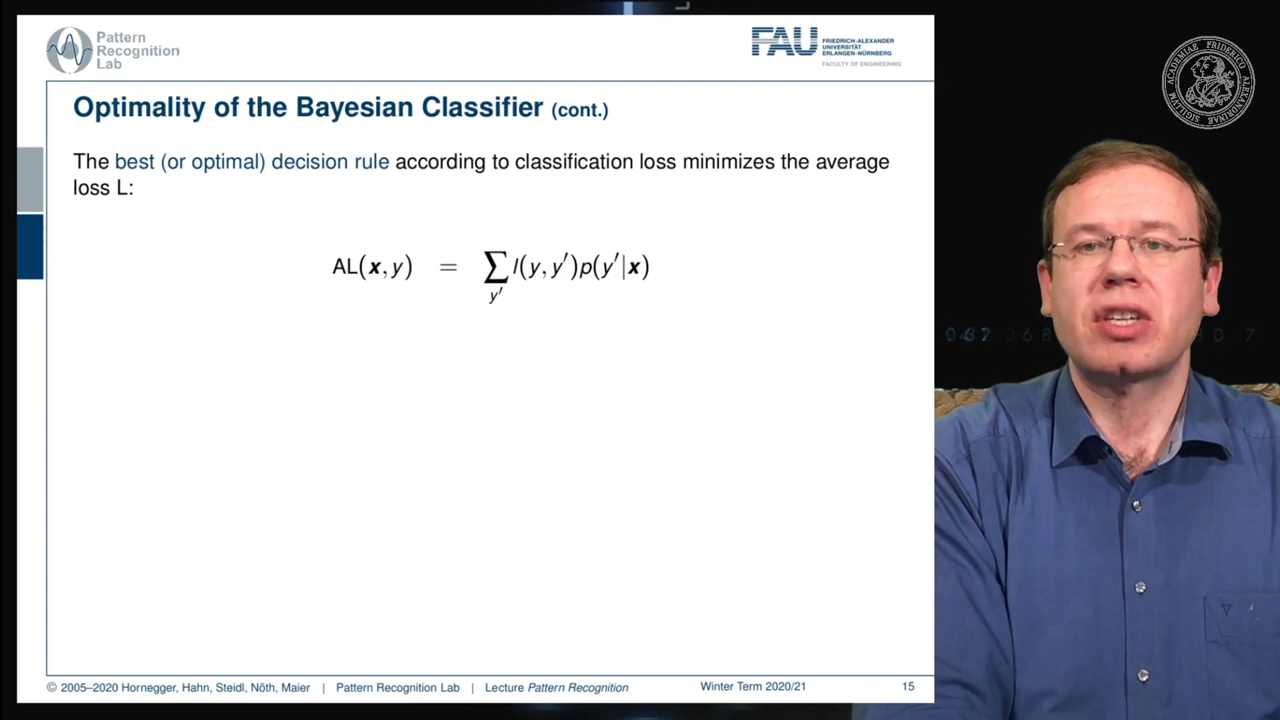 Pattern
Recognition
Lab
FAU
FRIEDRICH-ALEXANDER
UNIVERSITÄT
ERLANGEN-NÜRNBERG
FACULTY OF ENGINEERING
Optimality of the Bayesian Classifier (cont.)
The best (or optimal) decision rule according to classification loss minimizes the average
loss L:
AL(x, y) = ∑ l(y, y′)p(y′|x)
y′
© 2005–2020 Hornegger, Hahn, Steidl, Nöth, Maier | Pattern Recognition Lab | Lecture Pattern Recognition Winter Term 2020/21 15